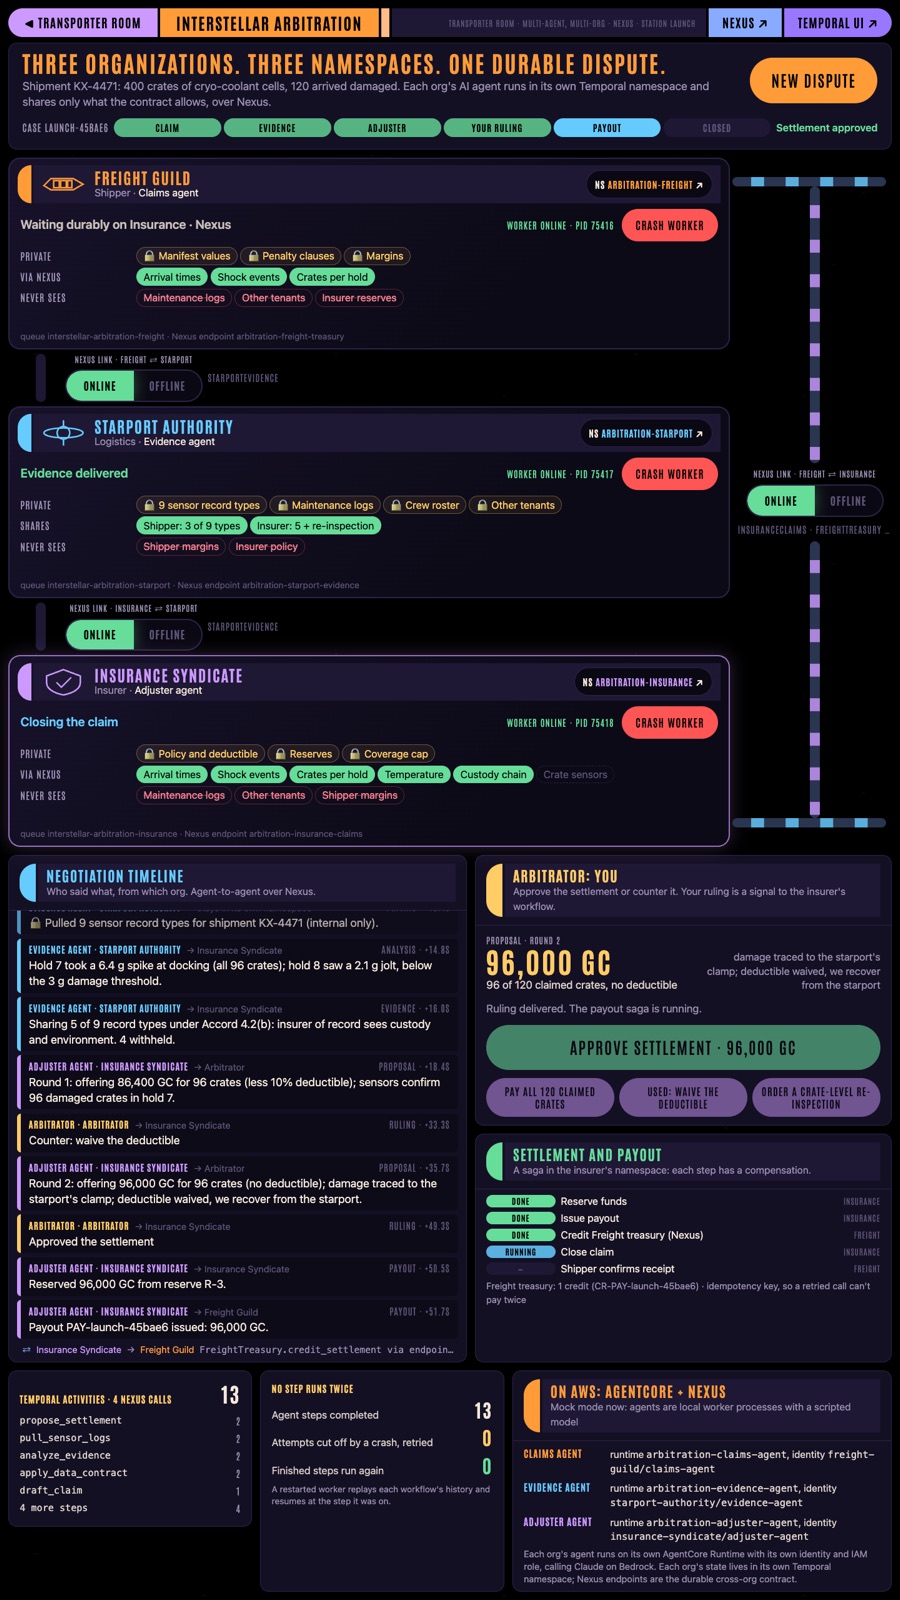 ◄ TRANSPORTER ROOM
INTERSTELLAR ARBITRATION
TRANSPORTER ROOM · MULTI-AGENT, MULTI-ORG · NEXUS · STATION LAUNCH
NEXUS ↗
TEMPORAL UI ↗
THREE ORGANIZATIONS. THREE NAMESPACES. ONE DURABLE DISPUTE.
Shipment KX-4471: 400 crates of cryo-coolant cells, 120 arrived damaged. Each org's AI agent runs in its own Temporal namespace and
shares only what the contract allows, over Nexus.
NEW DISPUTE
CASE LAUNCH-45BAE6
CLAIM
EVIDENCE
ADJUSTER
YOUR RULING
PAYOUT
CLOSED
Settlement approved
FREIGHT GUILD
Shipper · Claims agent
NS ARBITRATION-FREIGHT ↗
Waiting durably on Insurance · Nexus
WORKER ONLINE · PID 75416
CRASH WORKER
PRIVATE
🔒 Manifest values
🔒 Penalty clauses
🔒 Margins
VIA NEXUS
Arrival times
Shock events
Crates per hold
NEVER SEES
Maintenance logs
Other tenants
Insurer reserves
queue interstellar-arbitration-freight · Nexus endpoint arbitration-freight-treasury
NEXUS LINK · FREIGHT ⇌ STARPORT
ONLINE
OFFLINE
STARPORTEVIDENCE
STARPORT AUTHORITY
Logistics · Evidence agent
NS ARBITRATION-STARPORT ↗
Evidence delivered
WORKER ONLINE · PID 75417
CRASH WORKER
PRIVATE
🔒 9 sensor record types
🔒 Maintenance logs
🔒 Crew roster
🔒 Other tenants
SHARES
Shipper: 3 of 9 types
Insurer: 5 + re-inspection
NEVER SEES
Shipper margins
Insurer policy
queue interstellar-arbitration-starport · Nexus endpoint arbitration-starport-evidence
NEXUS LINK · FREIGHT ⇌ INSURANCE
ONLINE
OFFLINE
INSURANCECLAIMS · FREIGHTTREASURY …
NEXUS LINK · INSURANCE ⇌ STARPORT
ONLINE
OFFLINE
STARPORTEVIDENCE
INSURANCE SYNDICATE
Insurer · Adjuster agent
NS ARBITRATION-INSURANCE ↗
Closing the claim
WORKER ONLINE · PID 75418
CRASH WORKER
PRIVATE
🔒 Policy and deductible
🔒 Reserves
🔒 Coverage cap
VIA NEXUS
Arrival times
Shock events
Crates per hold
Temperature
Custody chain
Crate sensors
NEVER SEES
Maintenance logs
Other tenants
Shipper margins
queue interstellar-arbitration-insurance · Nexus endpoint arbitration-insurance-claims
NEGOTIATION TIMELINE
Who said what, from which org. Agent-to-agent over Nexus.
🔒 Pulled 9 sensor record types for shipment KX-4471 (internal only).
EVIDENCE AGENT · STARPORT AUTHORITY → Insurance Syndicate
ANALYSIS · +14.8S
Hold 7 took a 6.4 g spike at docking (all 96 crates); hold 8 saw a 2.1 g jolt, below
the 3 g damage threshold.
EVIDENCE AGENT · STARPORT AUTHORITY → Insurance Syndicate
EVIDENCE · +16.0S
Sharing 5 of 9 record types under Accord 4.2(b): insurer of record sees custody
and environment. 4 withheld.
ADJUSTER AGENT · INSURANCE SYNDICATE → Arbitrator
PROPOSAL · +18.4S
Round 1: offering 86,400 GC for 96 crates (less 10% deductible); sensors confirm
96 damaged crates in hold 7.
ARBITRATOR · ARBITRATOR → Insurance Syndicate
RULING · +33.3S
Counter: waive the deductible
ADJUSTER AGENT · INSURANCE SYNDICATE → Arbitrator
PROPOSAL · +35.7S
Round 2: offering 96,000 GC for 96 crates (no deductible); damage traced to the
starport's clamp; deductible waived, we recover from the starport.
ARBITRATOR · ARBITRATOR → Insurance Syndicate
RULING · +49.3S
Approved the settlement
ADJUSTER AGENT · INSURANCE SYNDICATE → Insurance Syndicate
PAYOUT · +50.5S
Reserved 96,000 GC from reserve R-3.
ADJUSTER AGENT · INSURANCE SYNDICATE → Freight Guild
PAYOUT · +51.7S
Payout PAY-launch-45bae6 issued: 96,000 GC.
⇄ Insurance Syndicate → Freight Guild FreightTreasury.credit_settlement via endpoin…
ARBITRATOR: YOU
Approve the settlement or counter it. Your ruling is a signal to the insurer's
workflow.
PROPOSAL · ROUND 2
96,000 GC
96 of 120 claimed crates, no deductible
damage traced to the starport's
clamp; deductible waived, we recover
from the starport
Ruling delivered. The payout saga is running.
APPROVE SETTLEMENT · 96,000 GC
PAY ALL 120 CLAIMED
CRATES
USED: WAIVE THE
DEDUCTIBLE
ORDER A CRATE-LEVEL RE-
INSPECTION
SETTLEMENT AND PAYOUT
A saga in the insurer's namespace: each step has a compensation.
DONE Reserve funds INSURANCE
DONE Issue payout INSURANCE
DONE Credit Freight treasury (Nexus) FREIGHT
RUNNING Close claim INSURANCE
– Shipper confirms receipt FREIGHT
Freight treasury: 1 credit (CR-PAY-launch-45bae6) · idempotency key, so a retried call can't
pay twice
TEMPORAL ACTIVITIES · 4 NEXUS CALLS 13
propose_settlement 2
pull_sensor_logs 2
analyze_evidence 2
apply_data_contract 2
draft_claim 1
4 more steps 4
NO STEP RUNS TWICE
Agent steps completed 13
Attempts cut off by a crash, retried 0
Finished steps run again 0
A restarted worker replays each workflow's history and
resumes at the step it was on.
ON AWS: AGENTCORE + NEXUS
Mock mode now: agents are local worker processes with a scripted
model
CLAIMS AGENT runtime arbitration-claims-agent, identity freight-
guild/claims-agent
EVIDENCE AGENT runtime arbitration-evidence-agent, identity
starport-authority/evidence-agent
ADJUSTER AGENT runtime arbitration-adjuster-agent, identity
insurance-syndicate/adjuster-agent
Each org's agent runs on its own AgentCore Runtime with its own identity and IAM
role, calling Claude on Bedrock. Each org's state lives in its own Temporal
namespace; Nexus endpoints are the durable cross-org contract.